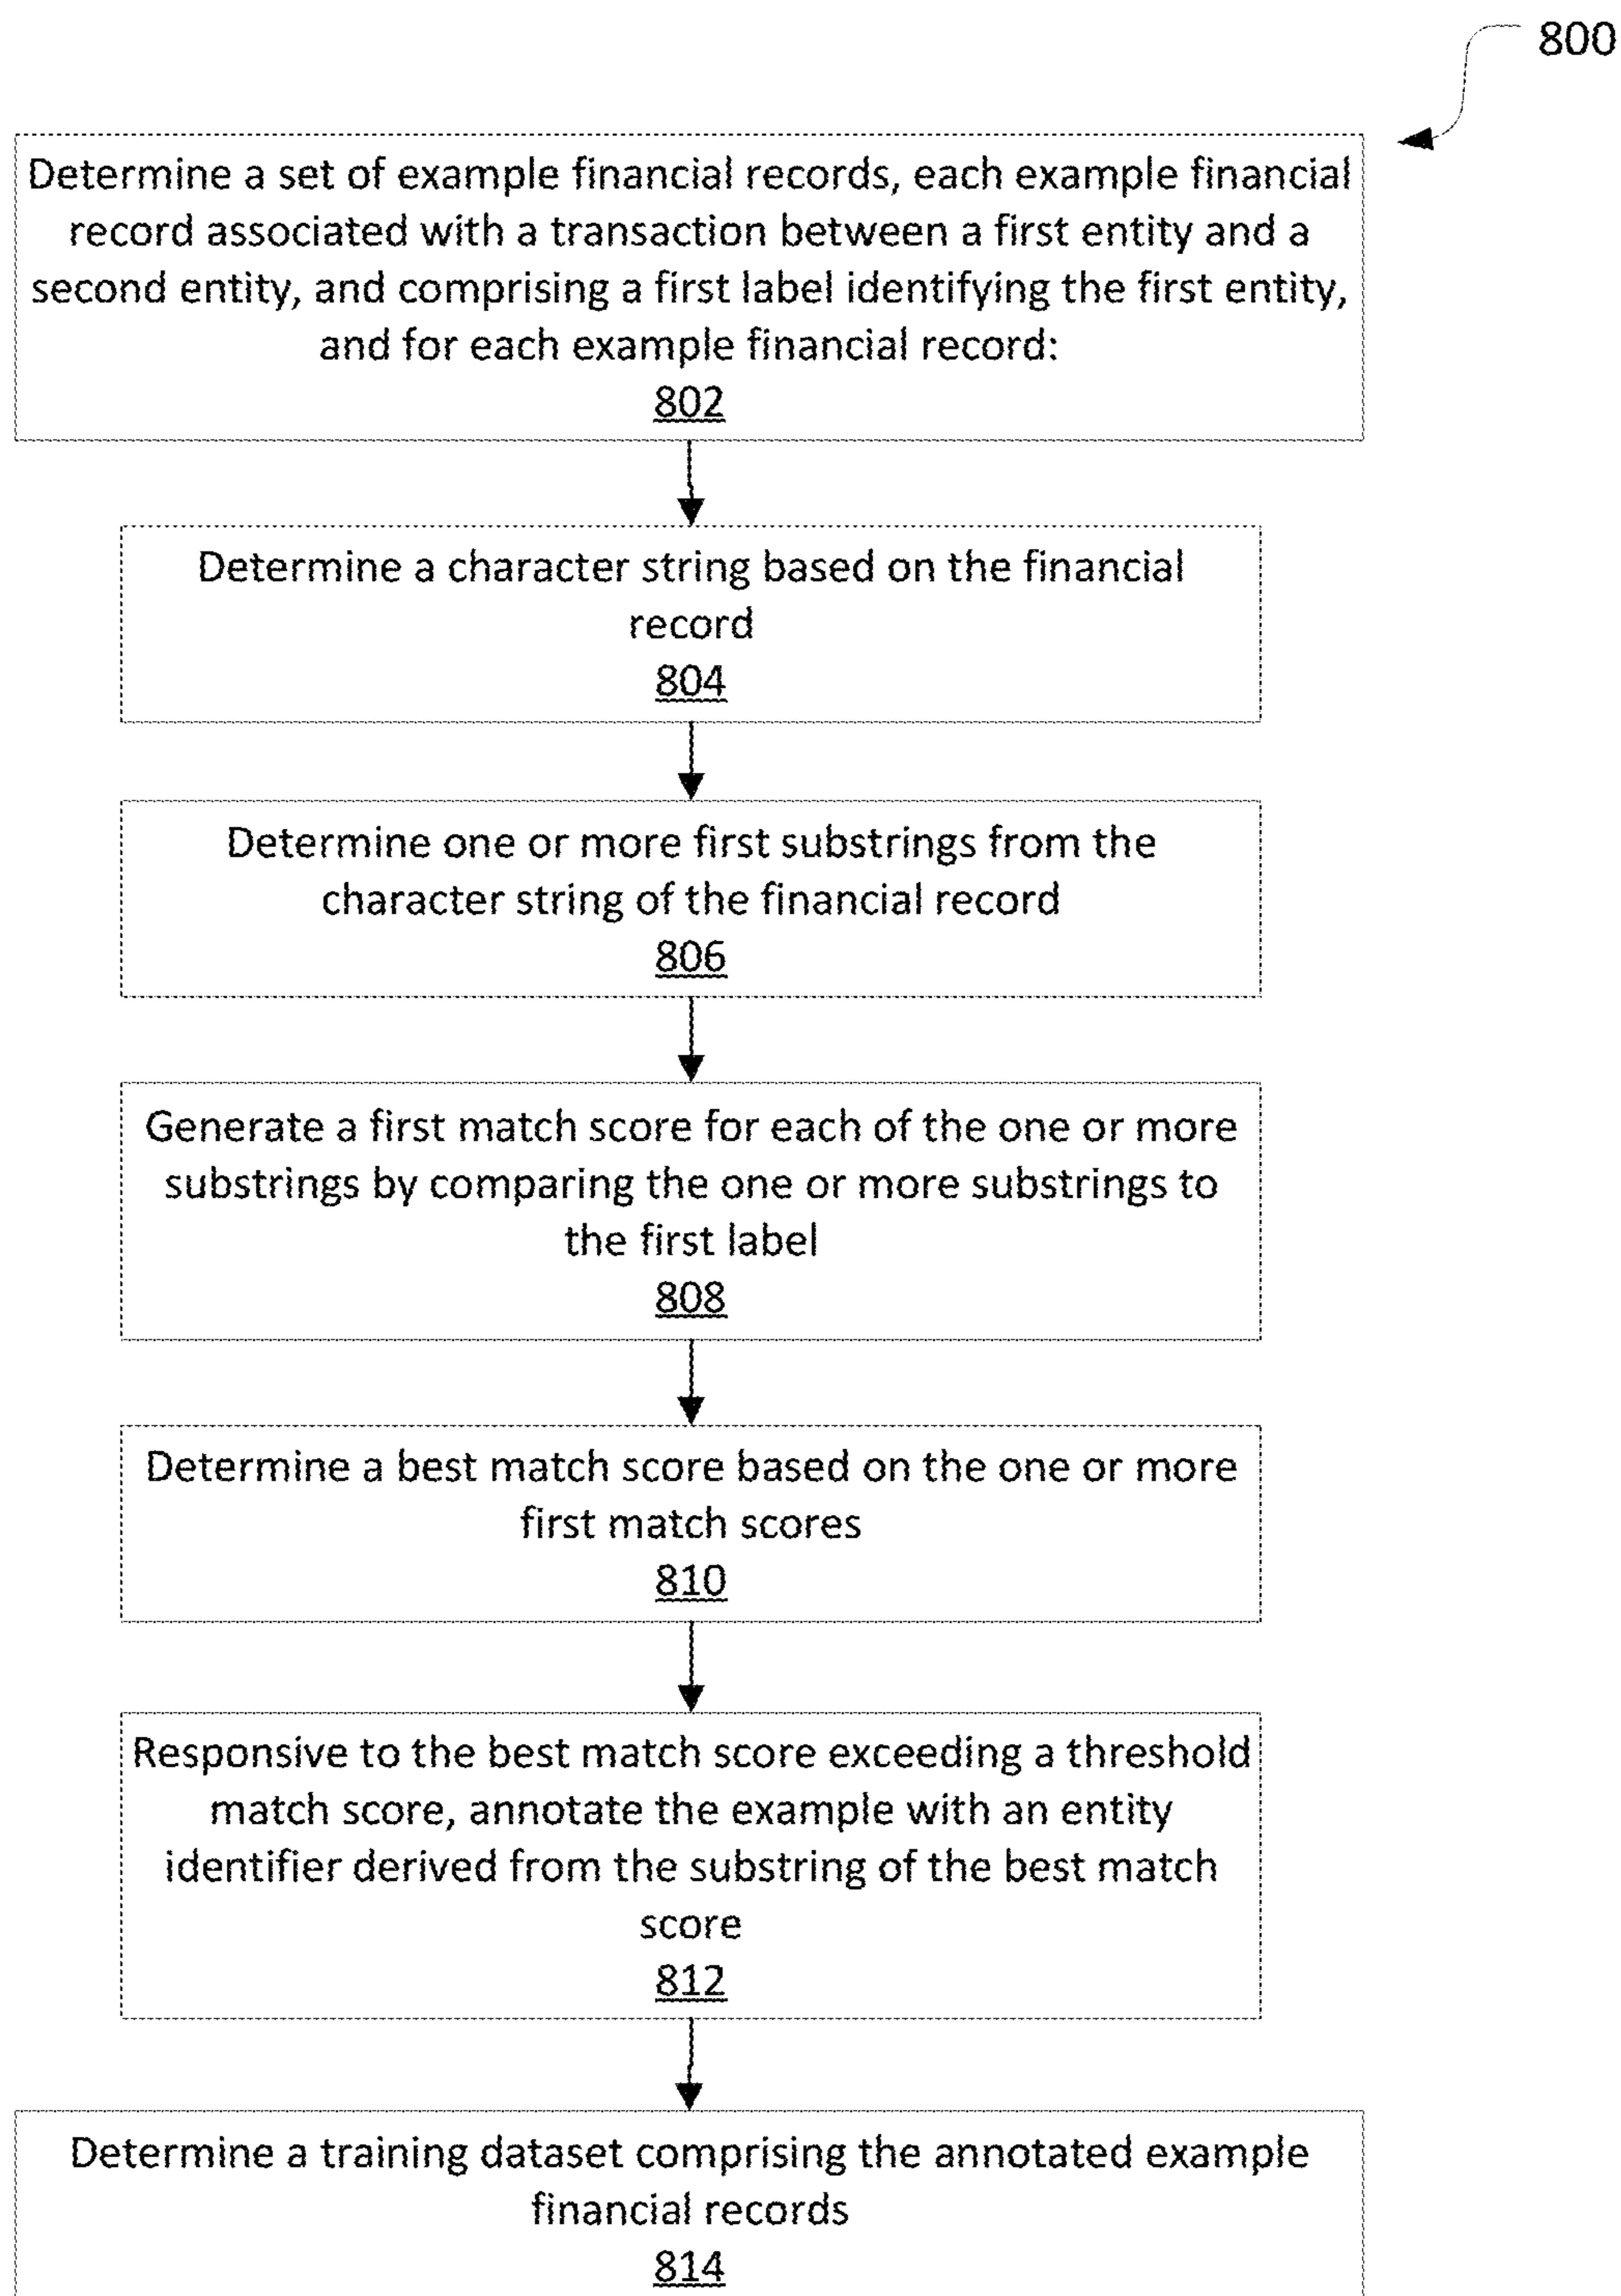 800
Determine a set of example financial records, each example financial
record associated with a transaction between a first entity and a
second entity, and comprising a first label identifying the first entity,
and for each example financial record:
802
Determine a character string based on the financial
record
804
Determine one or more first substrings from the
character string of the financial record
806
Generate a first match score for each of the one or more
substrings by comparing the one or more substrings to
the first label
808
Determine a best match score based on the one or more
first match scores
810
Responsive to the best match score exceeding a threshold
match score, annotate the example with an entity
identifier derived from the substring of the best match
score
812
Determine a training dataset comprising the annotated example
financial records
814